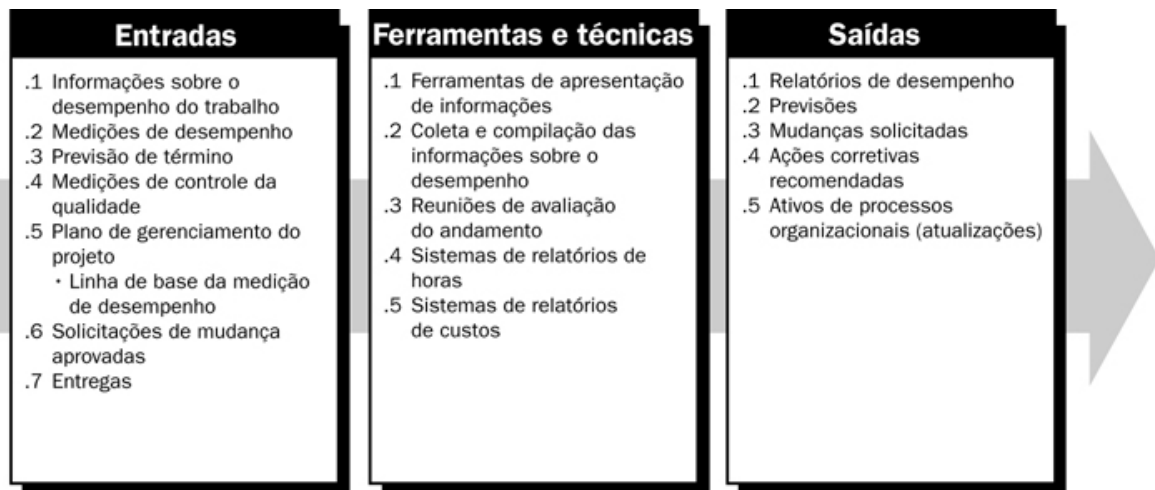 Entradas
.1 Informações sobre o
desempenho do trabalho
.2 Medições de desempenho
.3 Previsão de término
.4 Medições de controle da
qualidade
.5 Plano de gerenciamento do
projeto
· Linha de base da medição
de desempenho
.6 Solicitações de mudança
aprovadas
.7 Entregas
Ferramentas e técnicas
.1 Ferramentas de apresentação
de informações
.2 Coleta e compilação das
informações sobre o
desempenho
.3 Reuniões de avaliação
do andamento
.4 Sistemas de relatórios de
horas
.5 Sistemas de relatórios
de custos
Saídas
.1 Relatórios de desempenho
.2 Previsões
.3 Mudanças solicitadas
.4 Ações corretivas
recomendadas
.5 Ativos de processos
organizacionais (atualizações)